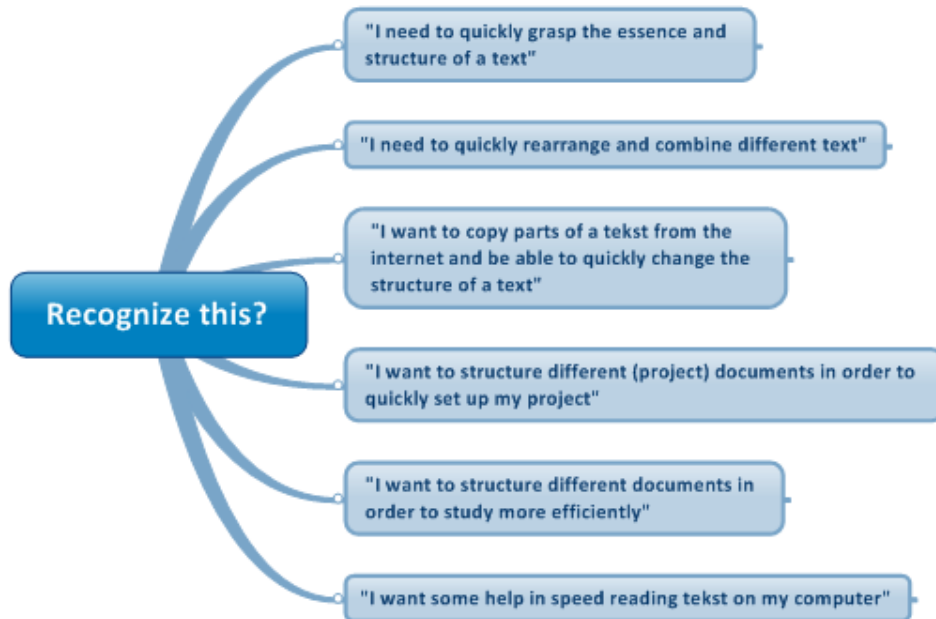 "I need to quickly grasp the essence and
structure of a text"
"I need to quickly rearrange and combine different text"
"I want to copy parts of a tekst from the
internet and be able to quickly change the
structure of a text"
Recognize this?
"I want to structure different (project) documents in order to
quickly set up my project"
"I want to structure different documents in
order to study more efficiently"
"I want some help in speed reading tekst on my computer"